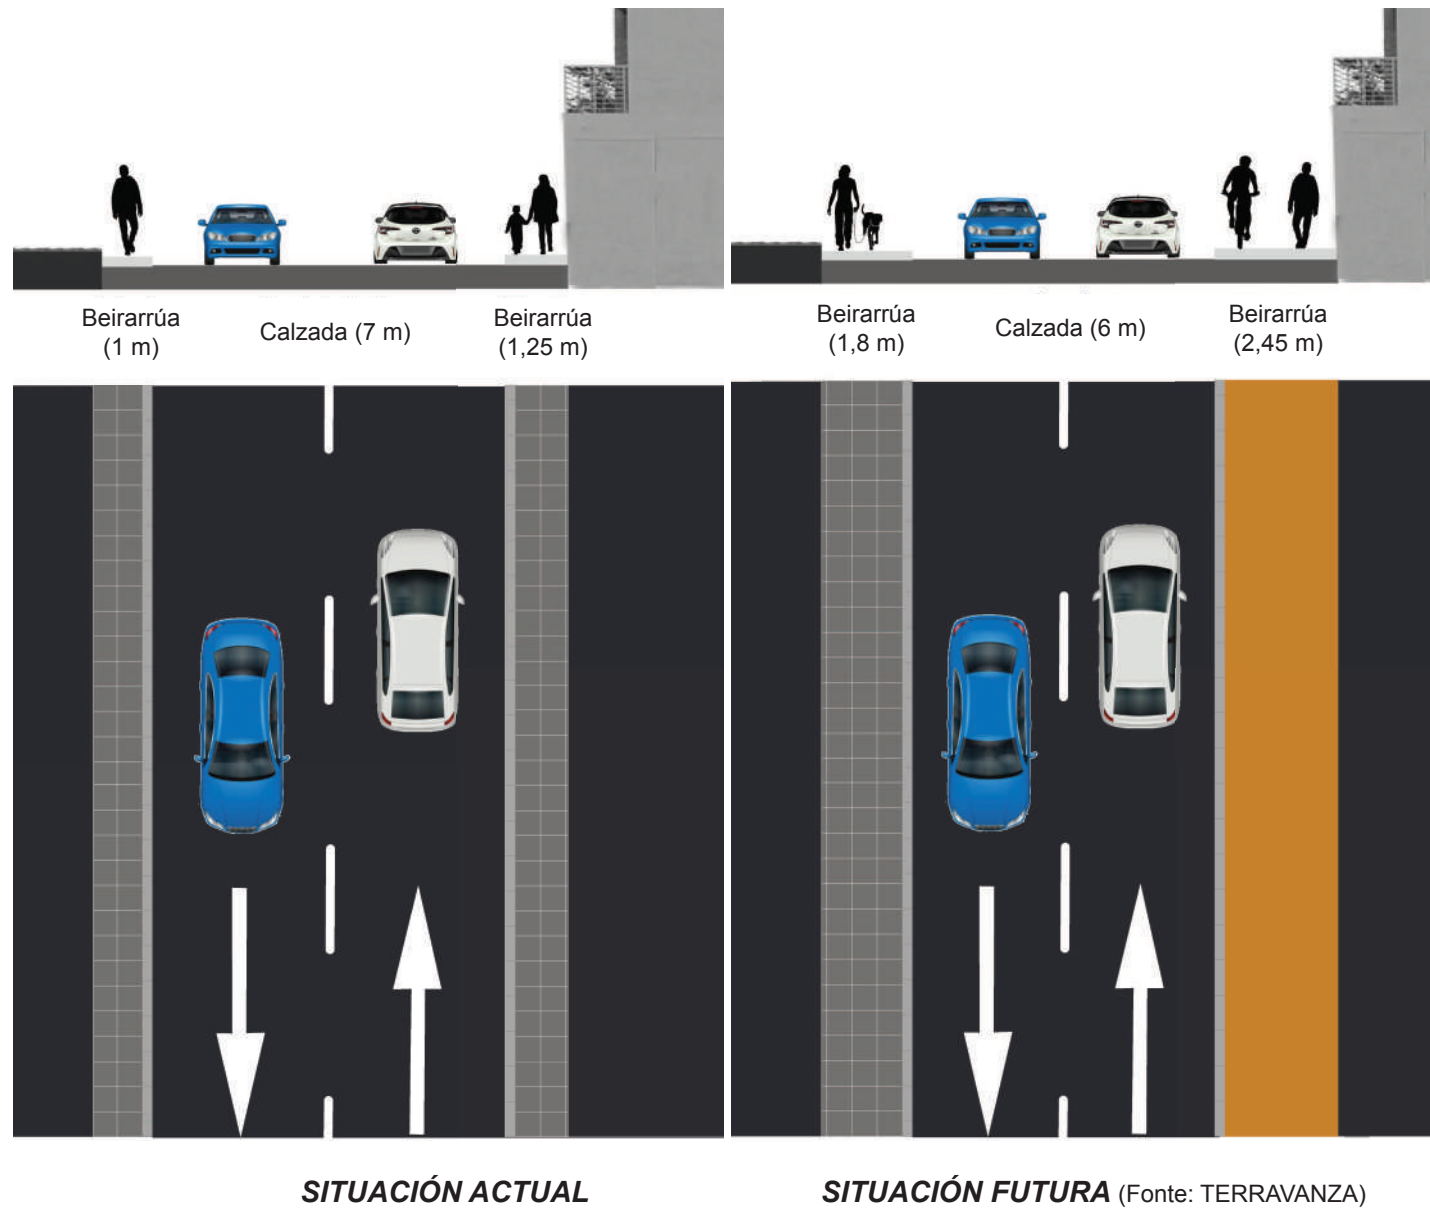 Beirarrúa
(1 m)
Calzada (7 m)
Beirarrúa
(1,25 m)
Beirarrúa
(1,8 m)
Calzada (6 m)
Beirarrúa
(2,45 m)
SITUACIÓN ACTUAL
SITUACIÓN FUTURA (Fonte: TERRAVANZA)